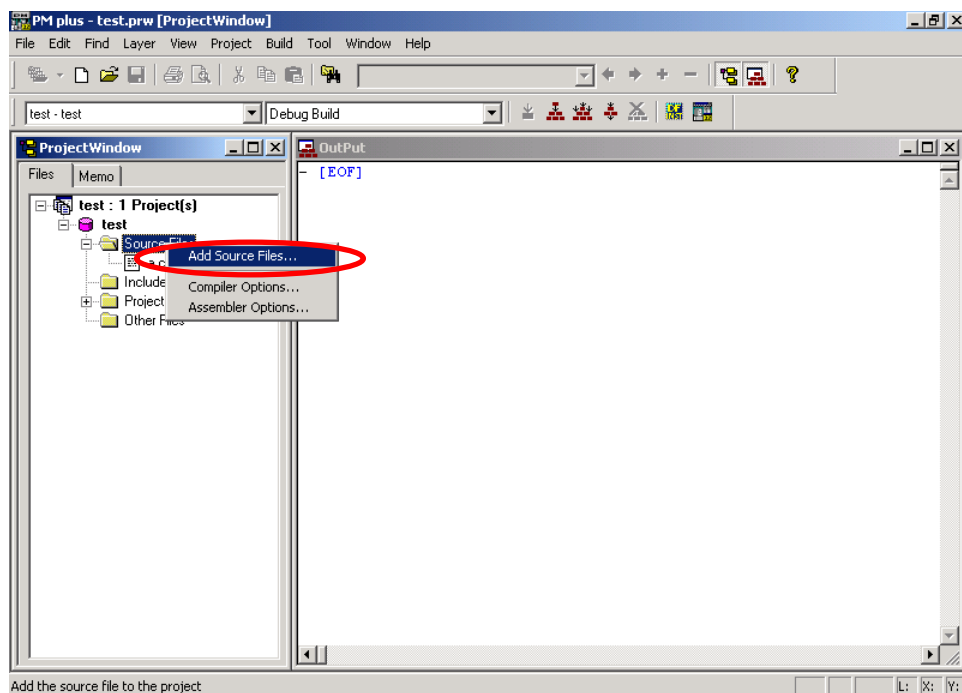 PM plus - test.prw [ProjectWindow]
File Edit Find Layer View Project Build Tool Window Help
test - test
Debug Build
ProjectWindow
OutPut
Files
Memo
[EOF]
test : 1 Project(s)
test
Source Files
Add Source Files...
Include
Compiler Options...
Project
Assembler Options...
Other Files
Add the source file to the project
L: X: Y: